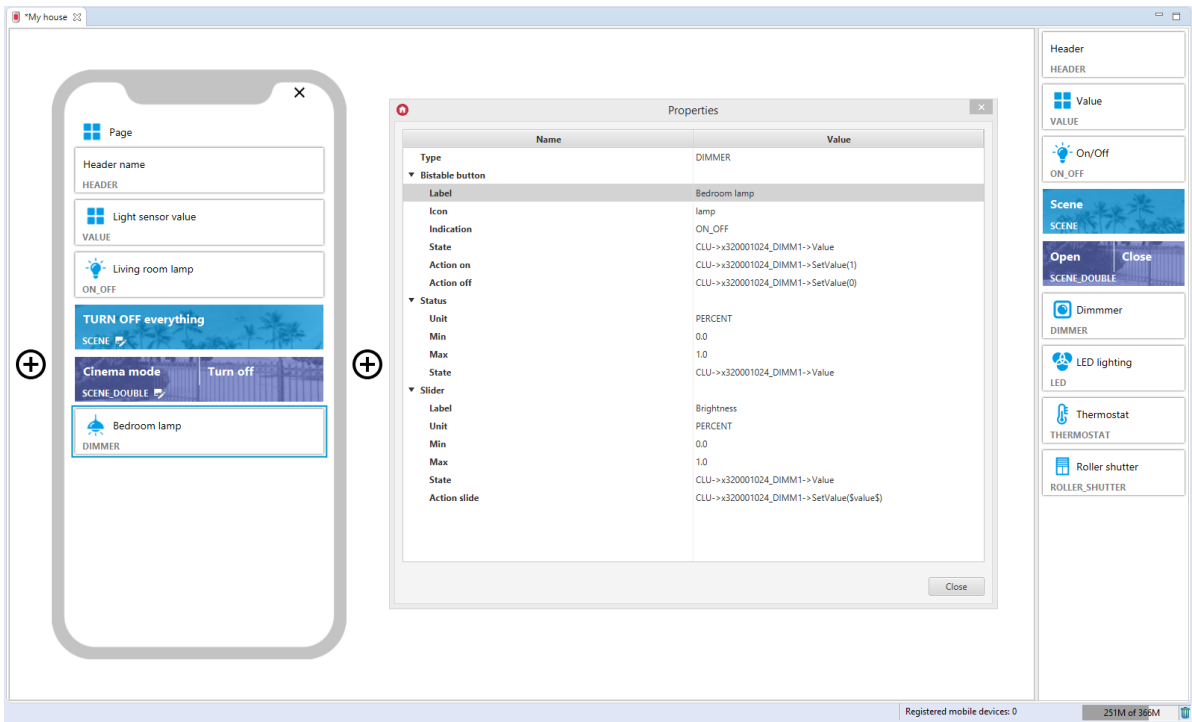 *My house
Page
Header name
HEADER
Light sensor value
VALUE
Living room lamp
ON_OFF
TURN OFF everything
SCENE
Cinema mode Turn off
SCENE_DOUBLE
Bedroom lamp
DIMMER
Properties
Name Value
Type DIMMER
Bistable button
Label Bedroom lamp
Icon lamp
Indication ON_OFF
State CLU->x320001024_DIMM1->Value
Action on CLU->x320001024_DIMM1->SetValue(1)
Action off CLU->x320001024_DIMM1->SetValue(0)
Status
Unit PERCENT
Min 0.0
Max 1.0
State CLU->x320001024_DIMM1->Value
Slider
Label Brightness
Unit PERCENT
Min 0.0
Max 1.0
State CLU->x320001024_DIMM1->Value
Action slide CLU->x320001024_DIMM1->SetValue($value$)
Close
Header
HEADER
Value
VALUE
On/Off
ON_OFF
Scene
SCENE
Open Close
SCENE_DOUBLE
Dimmmer
DIMMER
LED lighting
LED
Thermostat
THERMOSTAT
Roller shutter
ROLLER_SHUTTER
Registered mobile devices: 0
251M of 366M